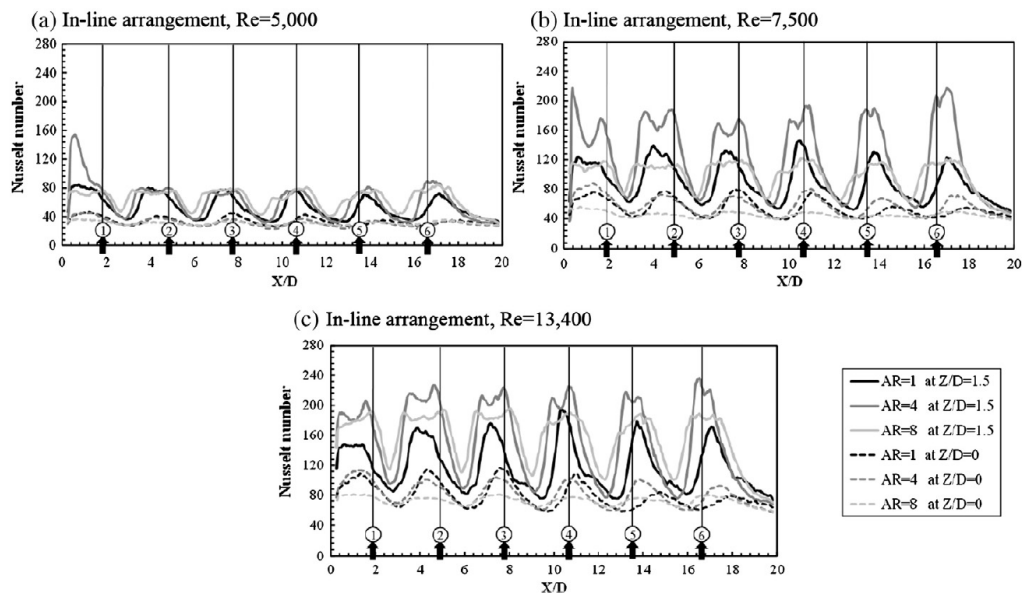 (a) In-line arrangement, Re=5,000
280
240
200
160
120
80
40
0
Nusselt number
1 2 3 4 5 6
0 2 4 6 8 10 12 14 16 18 20
X/D
(b) In-line arrangement, Re=7,500
280
240
200
160
120
80
40
0
Nusselt number
1 2 3 4 5 6
0 2 4 6 8 10 12 14 16 18 20
X/D
(c) In-line arrangement, Re=13,400
280
240
200
160
120
80
40
0
Nusselt number
1 2 3 4 5 6
0 2 4 6 8 10 12 14 16 18 20
X/D
AR=1 at Z/D=1.5
AR=4 at Z/D=1.5
AR=8 at Z/D=1.5
AR=1 at Z/D=0
AR=4 at Z/D=0
AR=8 at Z/D=0